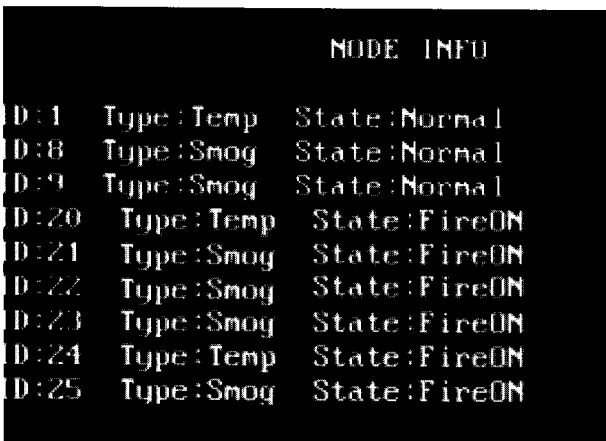 NODE INFO
ID:1 Type:Temp State:Normal
ID:8 Type:Smog State:Normal
ID:9 Type:Smog State:Normal
ID:20 Type:Temp State:FireON
ID:21 Type:Smog State:FireON
ID:22 Type:Smog State:FireON
ID:23 Type:Smog State:FireON
ID:24 Type:Temp State:FireON
ID:25 Type:Smog State:FireON